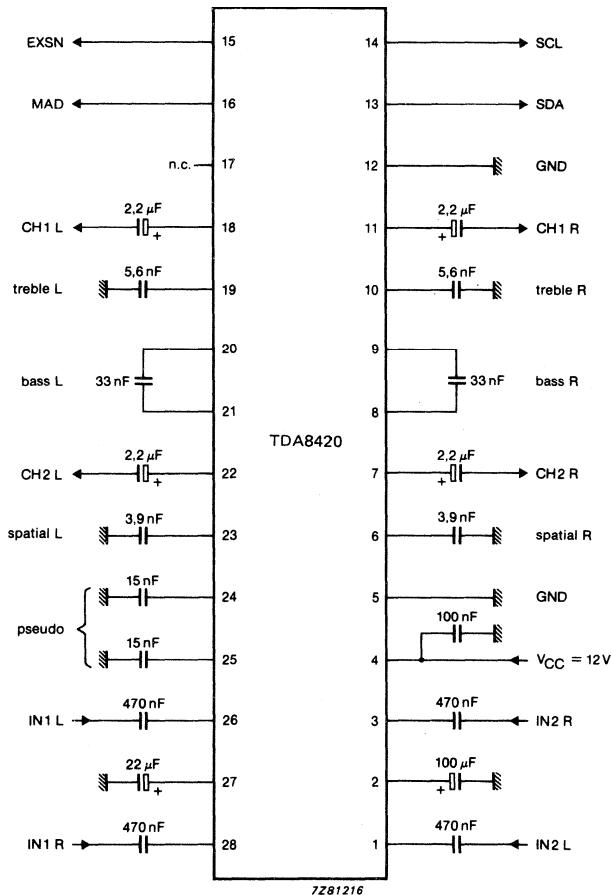 EXSN 15 14 SCL
MAD 16 13 SDA
n.c. 17 12 GND
2,2 μF 2,2 μF
CH1 L + 18 11 + CH1 R
5,6 nF 5,6 nF
treble L 19 10 treble R
20 9
bass L 33 nF 33 nF bass R
21 8
TDA8420
2,2 μF 2,2 μF
CH2 L + 22 7 + CH2 R
3,9 nF 3,9 nF
spatial L 23 6 spatial R
15 nF
24 5 GND
pseudo
15 nF 100 nF
25 4 VCC = 12 V
470 nF 470 nF
IN1 L 26 3 IN2 R
22 μF 100 μF
+ 27 2 +
470 nF 470 nF
IN1 R 28 1 IN2 L
7Z81216